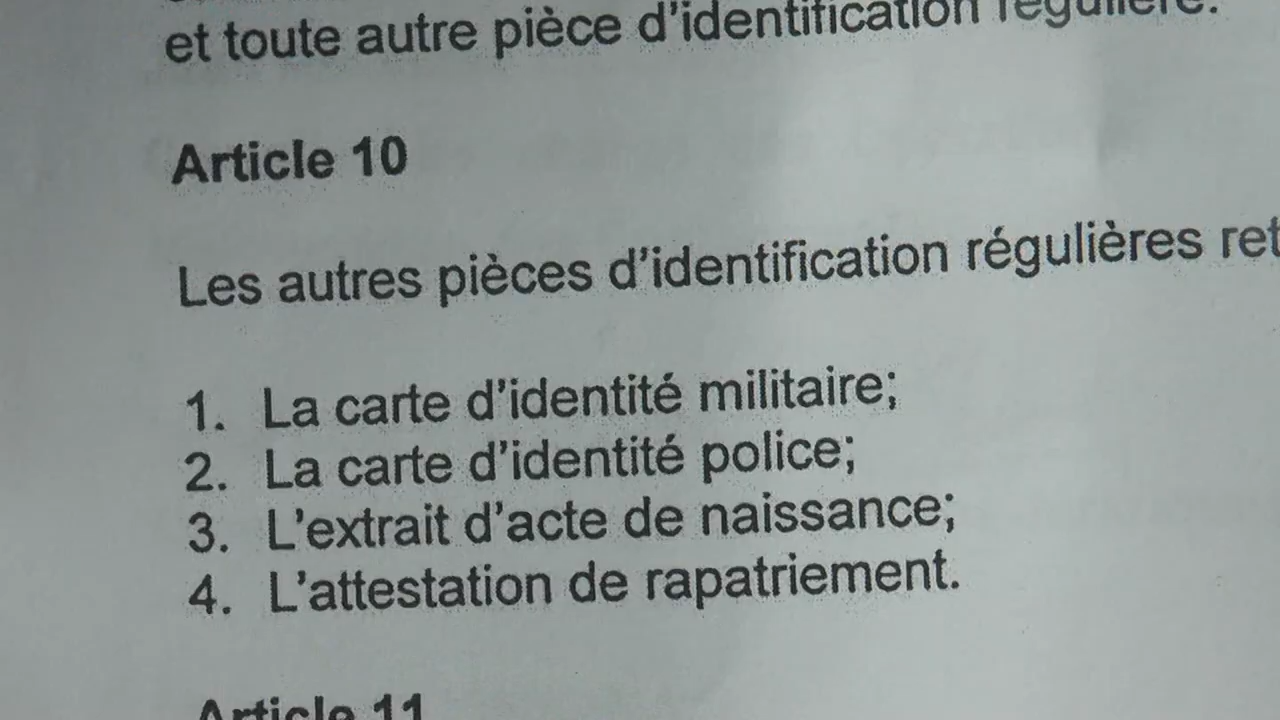 et toute autre pièce d'identification régulière.
Article 10
Les autres pièces d'identification régulières
1. La carte d'identité militaire;
2. La carte d'identité police;
3. L'extrait d'acte de naissance;
4. L'attestation de rapatriement.
Article 11